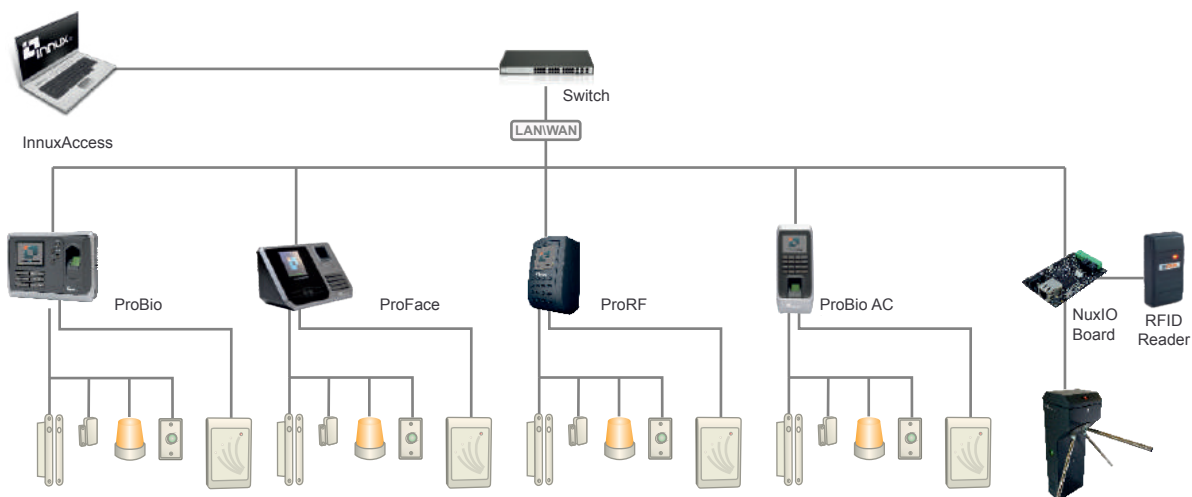 innux
Switch
LAN\WAN
InnuxAccess
ProBio
ProFace
ProRF
ProBio AC
NuxIO
Board
RFID
Reader